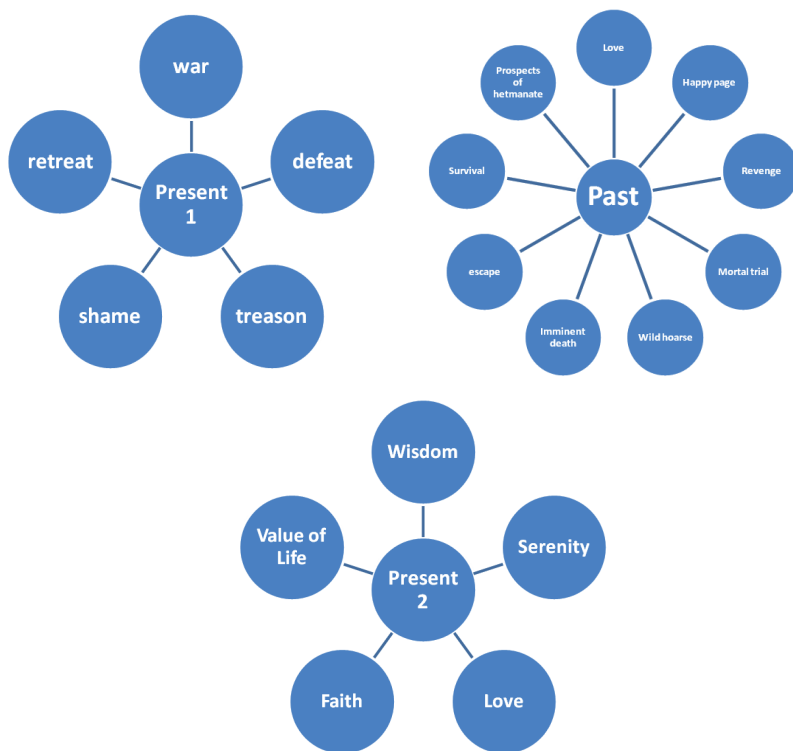 war
retreat
defeat
Present
1
shame
treason
Love
Prospects
of
hetmanate
Happy page
Survival
Revenge
Past
escape
Mortal trial
Imminent
death
Wild hoarse
Wisdom
Value of
Life
Serenity
Present
2
Faith
Love